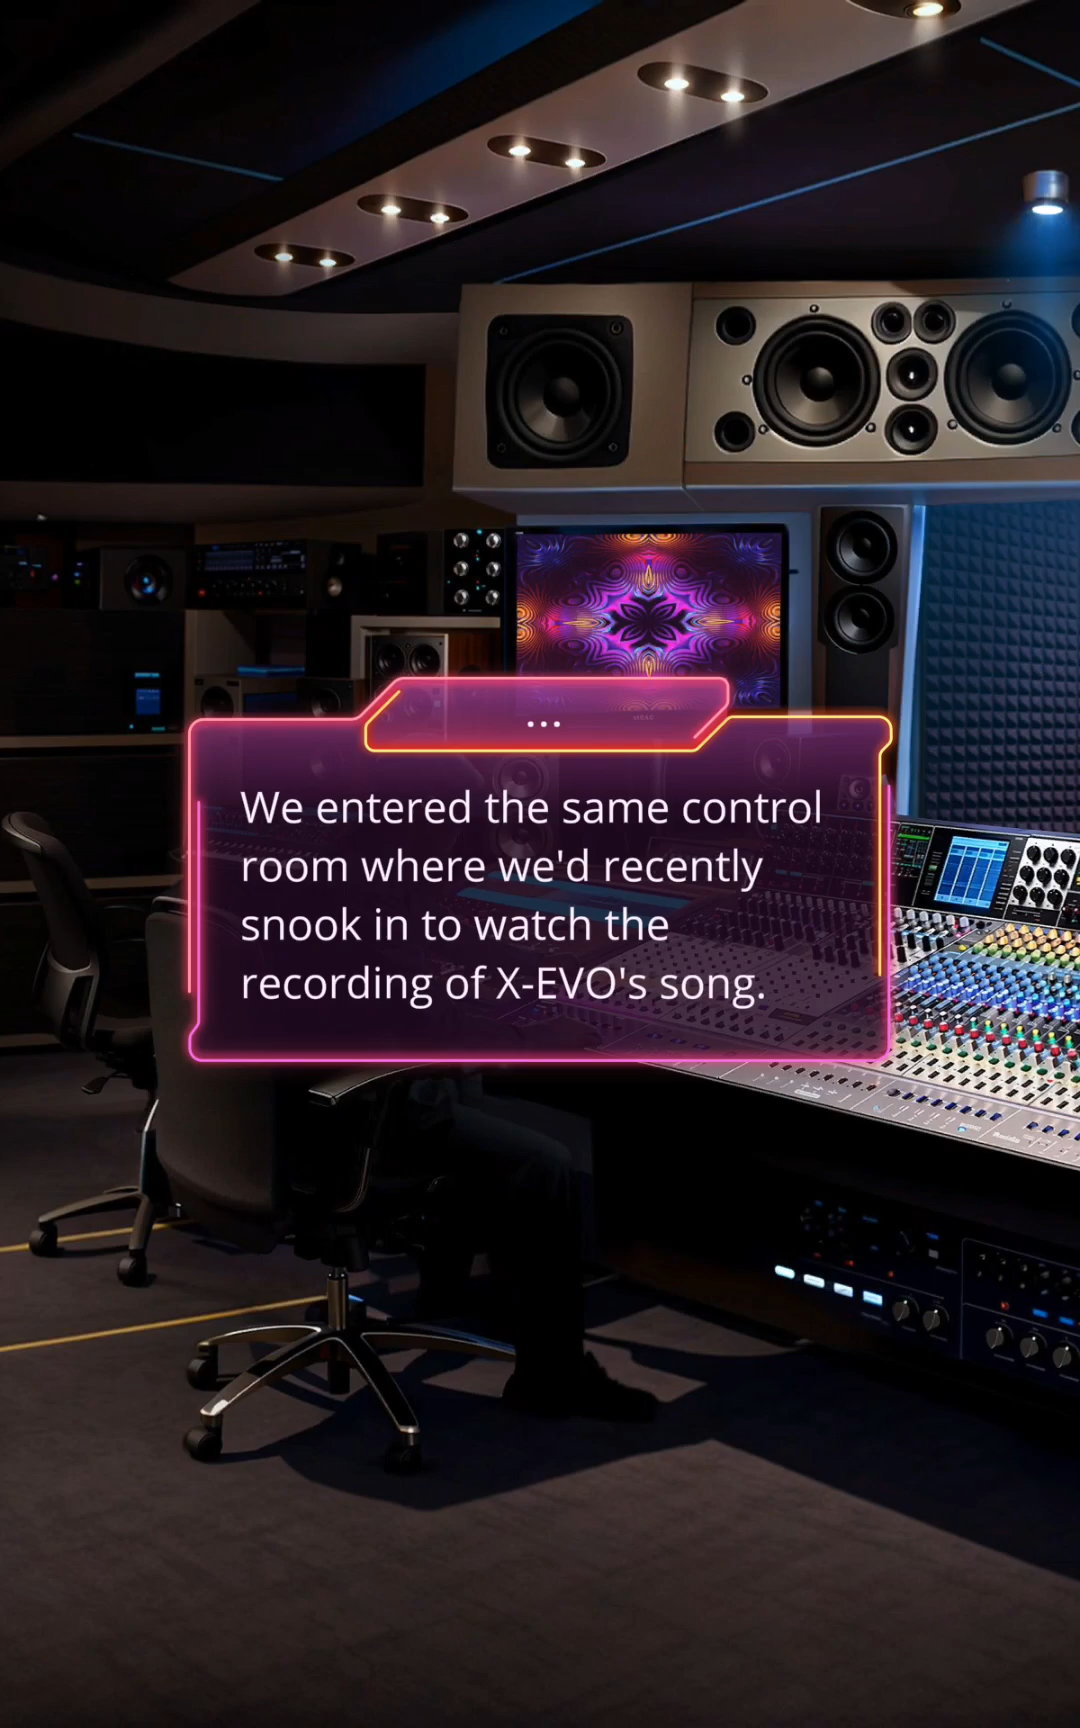 ...
We entered the same control
room where we'd recently
snook in to watch the
recording of X-EVO's song.